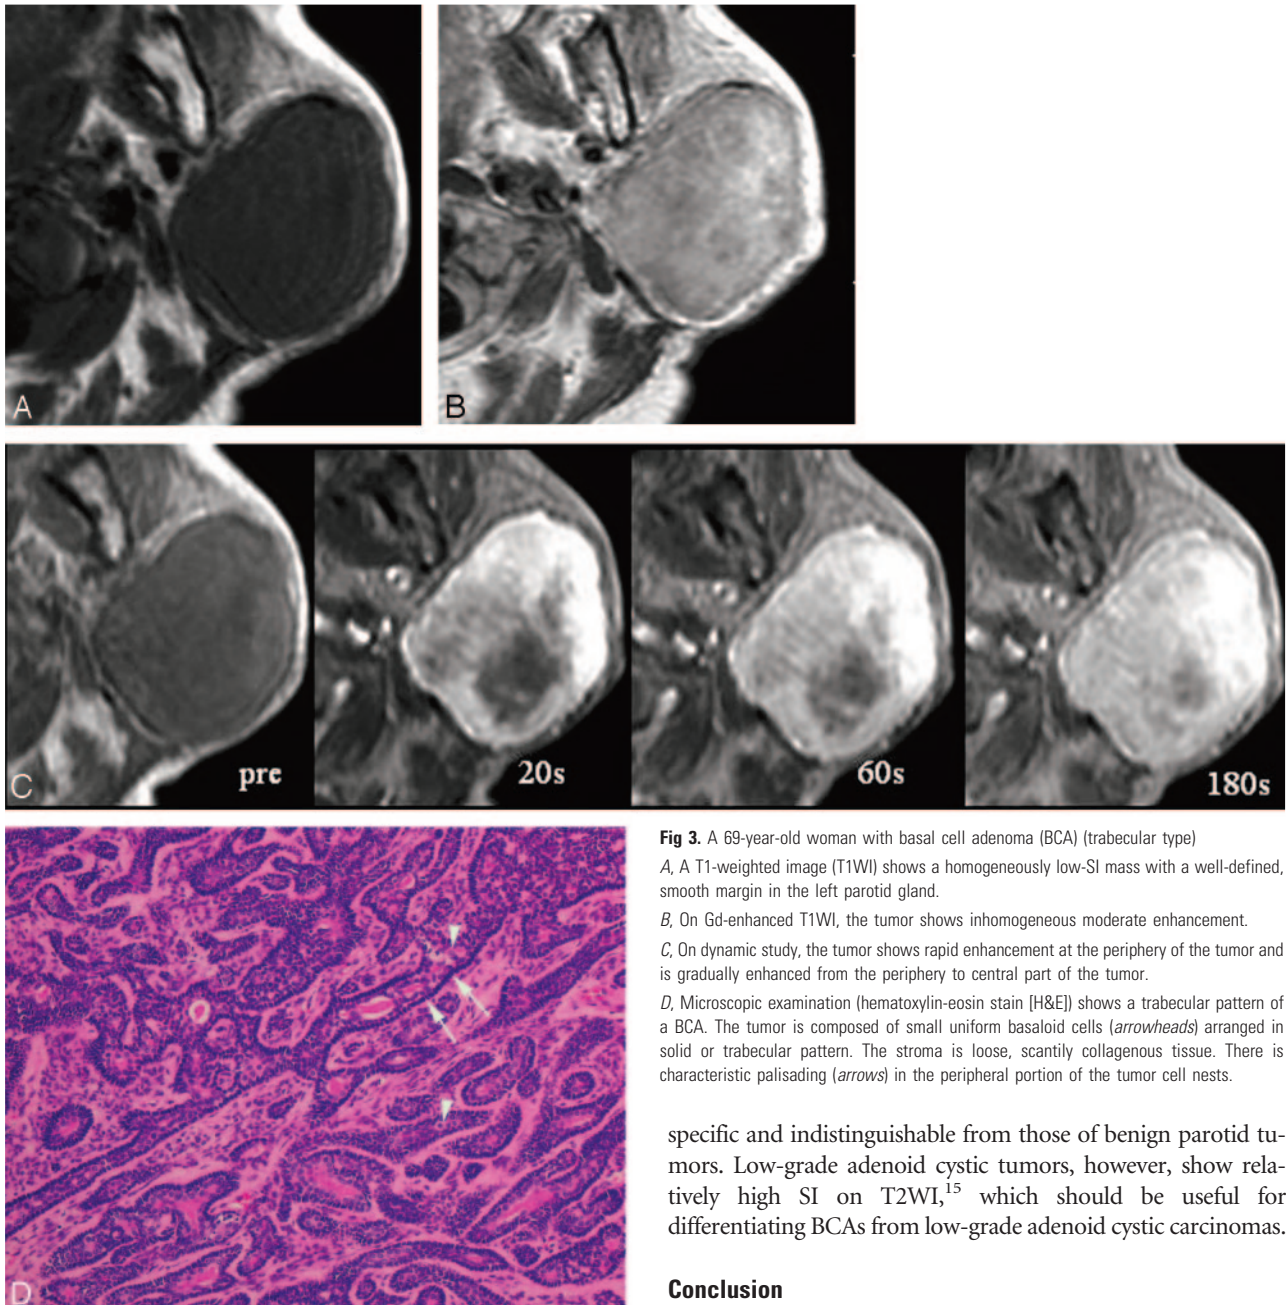 A
B
C
pre
20s
60s
180s
D
Fig 3. A 69-year-old woman with basal cell adenoma (BCA) (trabecular type)
A, A T1-weighted image (T1WI) shows a homogeneously low-SI mass with a well-defined,
smooth margin in the left parotid gland.
B, On Gd-enhanced T1WI, the tumor shows inhomogeneous moderate enhancement.
C, On dynamic study, the tumor shows rapid enhancement at the periphery of the tumor and
is gradually enhanced from the periphery to central part of the tumor.
D, Microscopic examination (hematoxylin-eosin stain [H&E]) shows a trabecular pattern of
a BCA. The tumor is composed of small uniform basaloid cells (arrowheads) arranged in
solid or trabecular pattern. The stroma is loose, scantily collagenous tissue. There is
characteristic palisading (arrows) in the peripheral portion of the tumor cell nests.
specific and indistinguishable from those of benign parotid tu-
mors. Low-grade adenoid cystic tumors, however, show rela-
tively high SI on T2WI,15 which should be useful for
differentiating BCAs from low-grade adenoid cystic carcinomas.
Conclusion